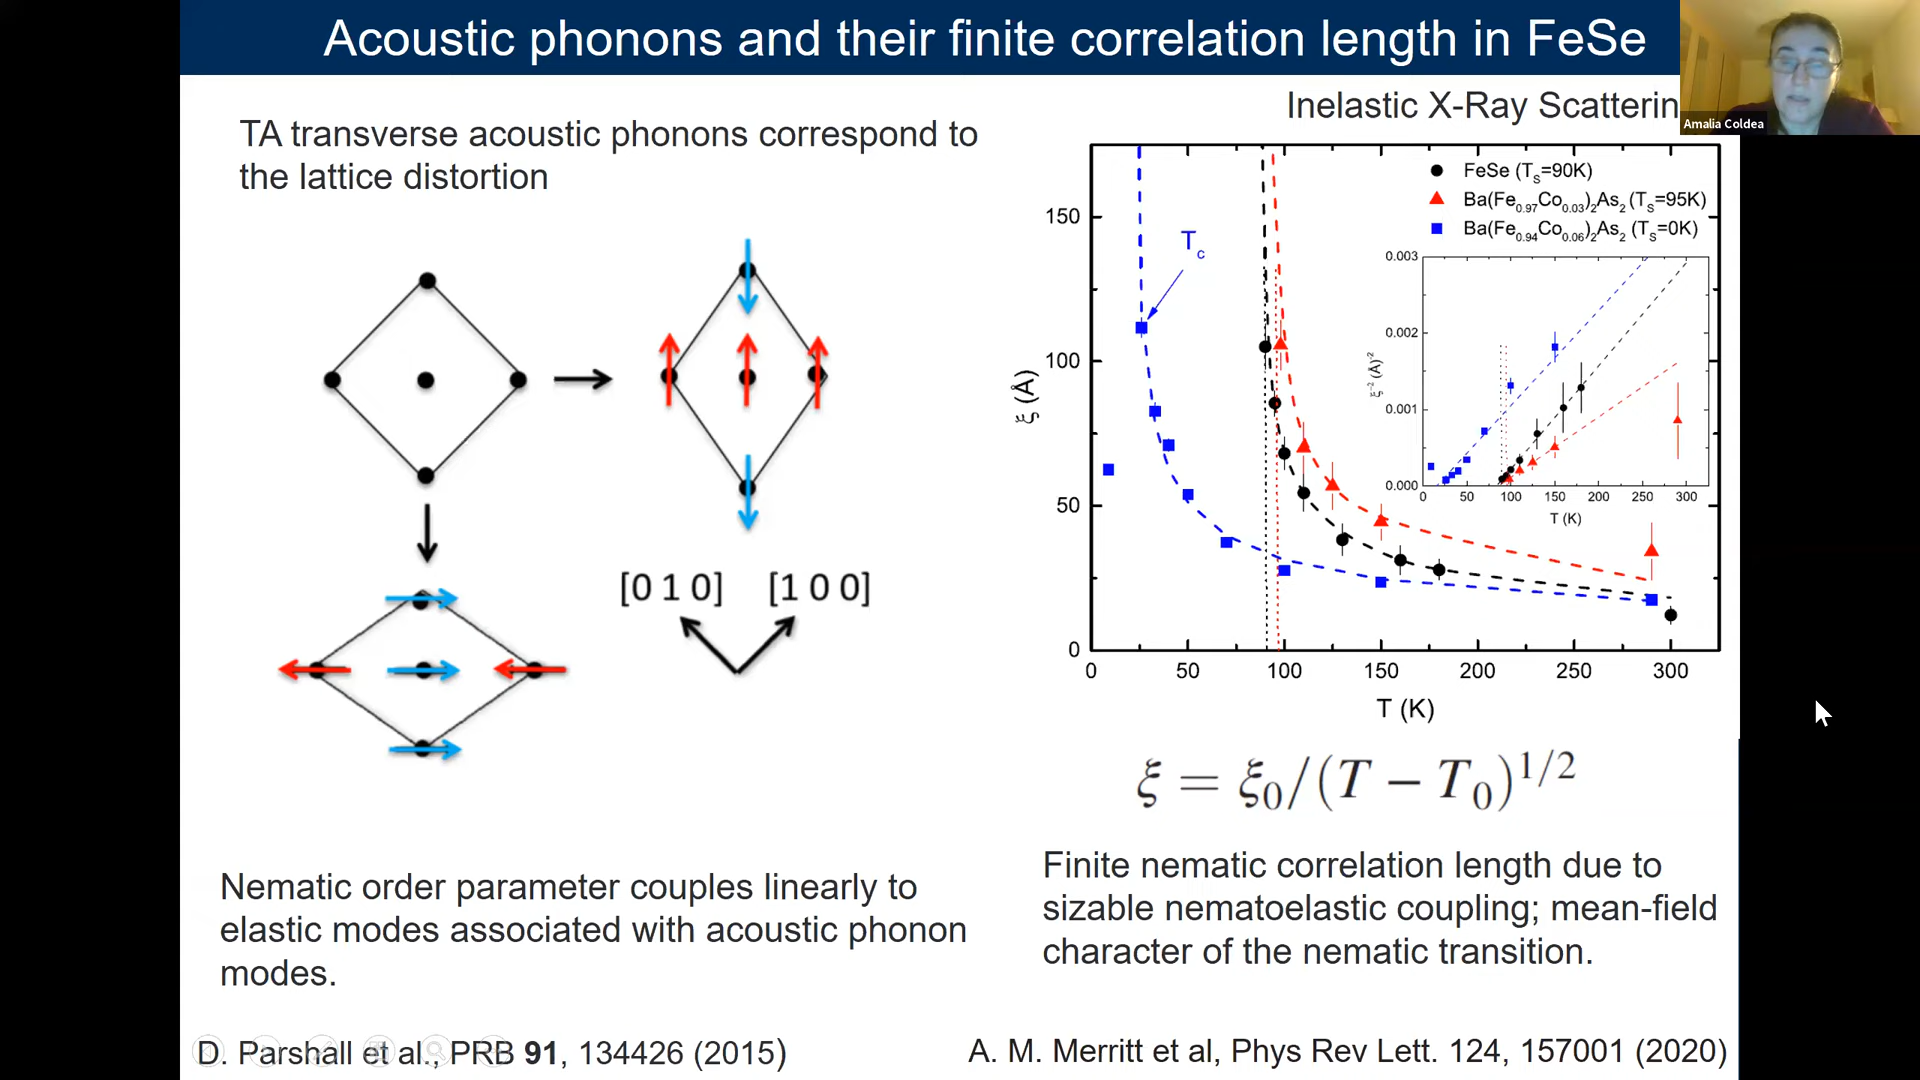 Acoustic phonons and their finite correlation length in FeSe
Amalia Coldea
TA transverse acoustic phonons correspond to
the lattice distortion
[0 1 0] [1 0 0]
Nematic order parameter couples linearly to
elastic modes associated with acoustic phonon
modes.
D. Parshall et al., PRB 91, 134426 (2015)
Inelastic X-Ray Scatterin
FeSe (T_S=90K)
Ba(Fe_0.97Co_0.03)_2As_2 (T_S=95K)
Ba(Fe_0.94Co_0.06)_2As_2 (T_S=0K)
T_c
ξ (Å)
150
100
50
0
0 50 100 150 200 250 300
T (K)
ξ^-2 (Å)^-2
0.003
0.002
0.001
0.000
0 50 100 150 200 250 300
T (K)
ξ = ξ_0/(T − T_0)^1/2
Finite nematic correlation length due to
sizable nematoelastic coupling; mean-field
character of the nematic transition.
A. M. Merritt et al, Phys Rev Lett. 124, 157001 (2020)